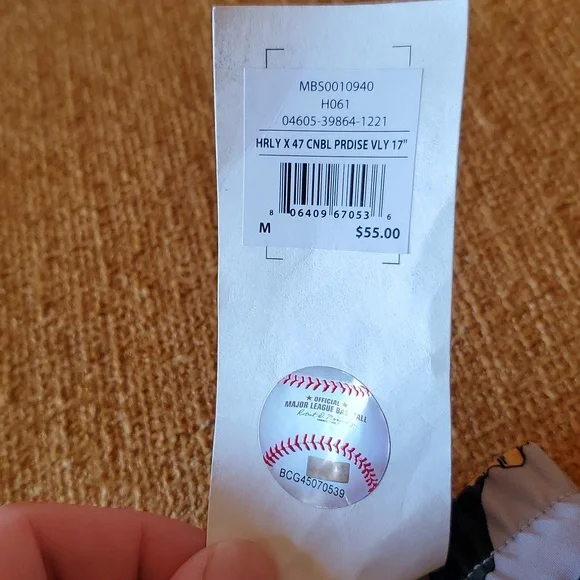 MBS0010940
H061
04605-39864-1221
HRLY X 47 CNBL PRDISE VLY 17"
8 06409 67053 6
M $55.00
★ OFFICIAL ★
MAJOR LEAGUE BASEBALL
BCG45070539